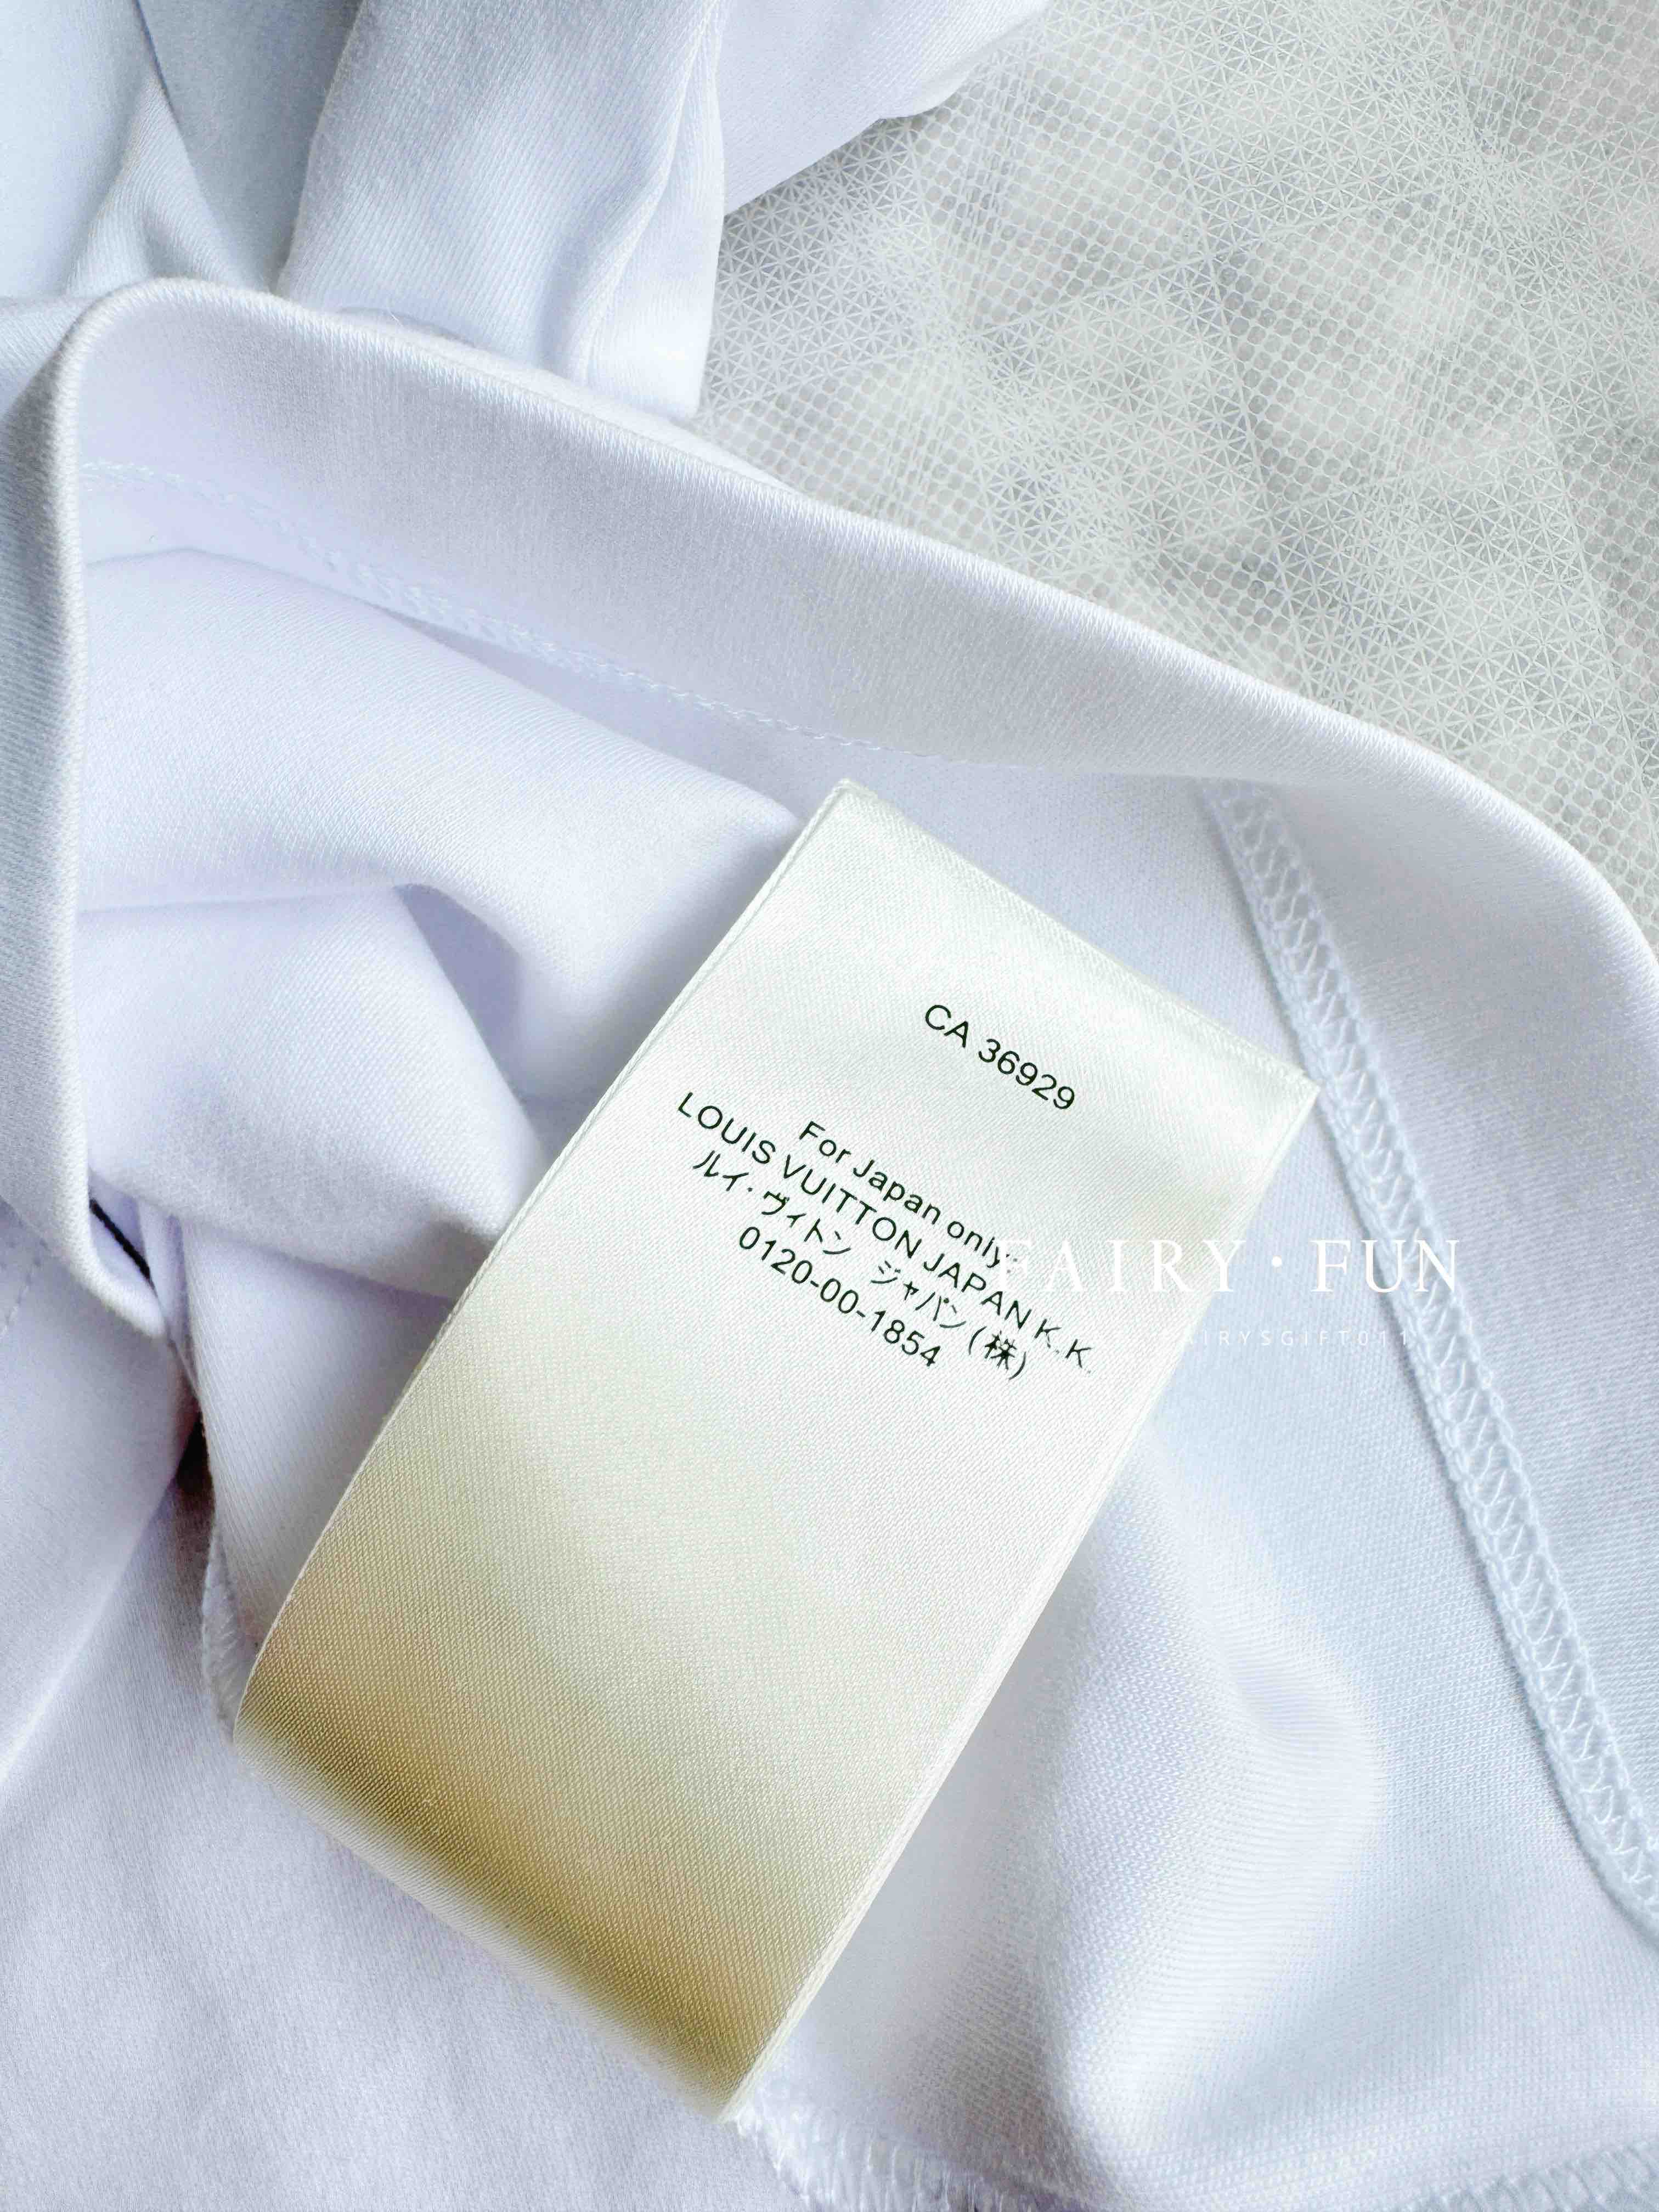 CA 36929
For Japan only:
LOUIS VUITTON JAPAN K.K.
ルイ・ヴィトン ジャパン(株)
0120-00-1854
FAIRY·FUN